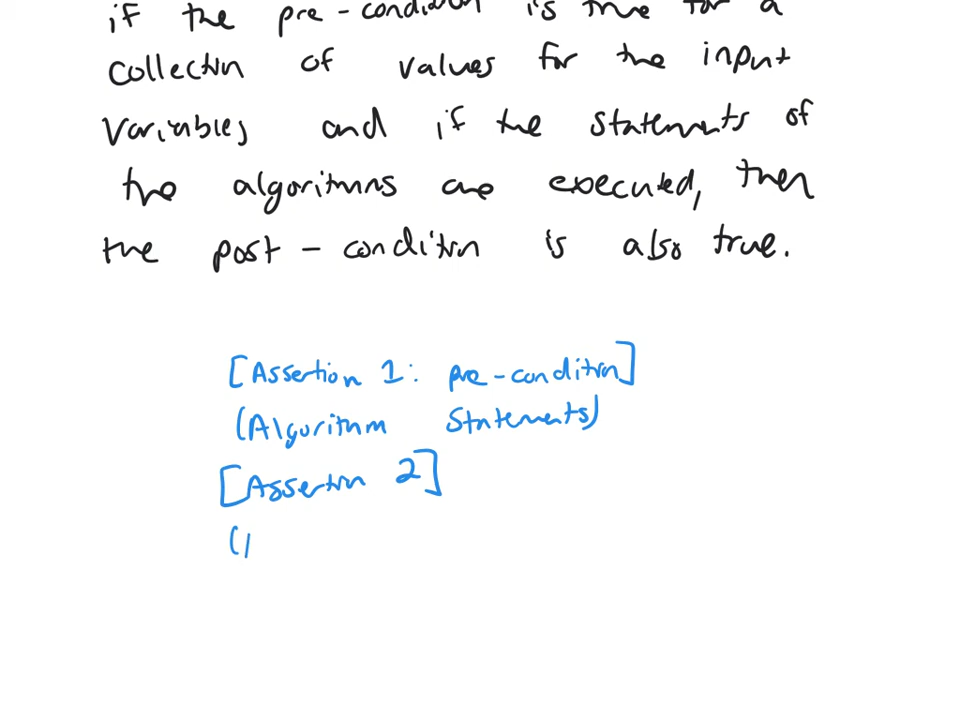 if the pre-condition is true for a
collection of values for the input
variables and if the statements of
the algorithms are executed, then
the post-condition is also true.
[Assertion 1: pre-condition]
(Algorithm Statements)
[Assertion 2]
(